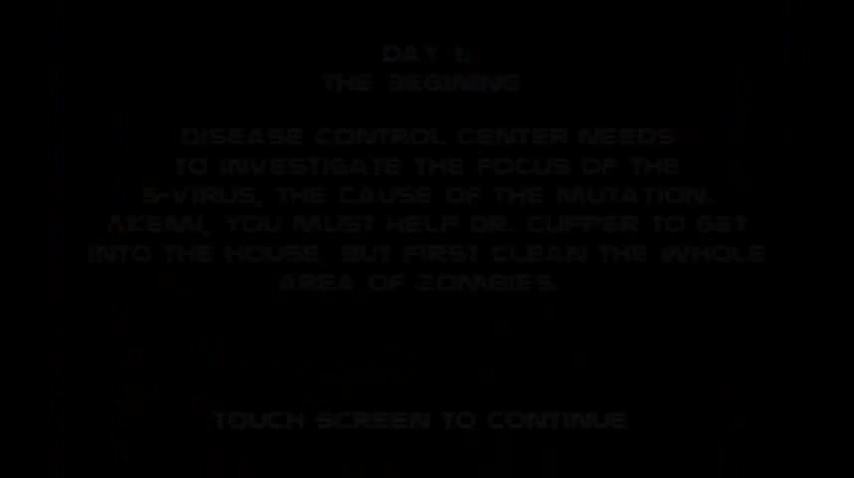 DAY 1:
THE BEGINING
DISEASE CONTROL CENTER NEEDS
TO INVESTIGATE THE FOCUS OF THE
S-VIRUS, THE CAUSE OF THE MUTATION.
AKEMI, YOU MUST HELP DR. CUFFER TO GET
INTO THE HOUSE, BUT FIRST CLEAN THE WHOLE
AREA OF ZOMBIES.
TOUCH SCREEN TO CONTINUE